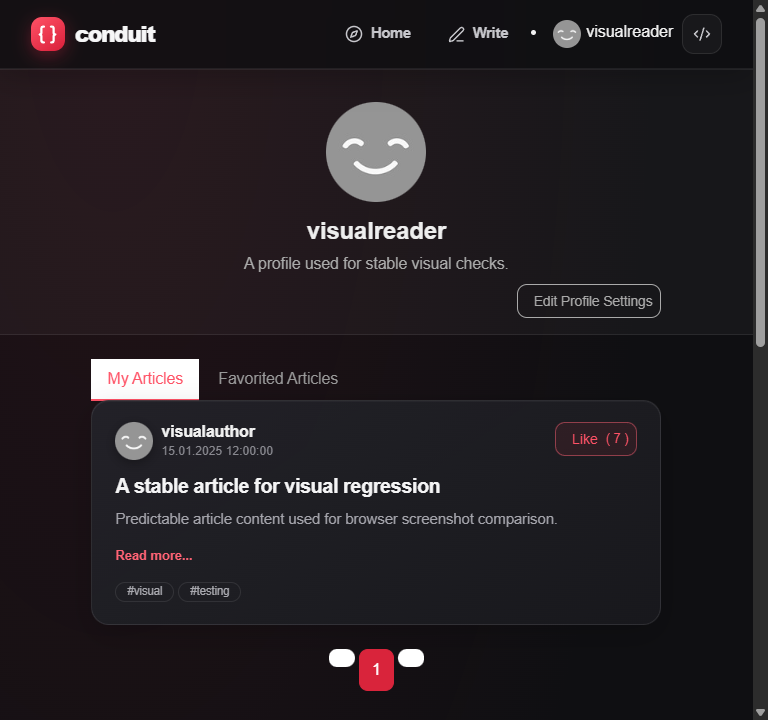 { } conduit
Home
Write
visualreader
</>
visualreader
A profile used for stable visual checks.
Edit Profile Settings
My Articles
Favorited Articles
visualauthor
15.01.2025 12:00:00
Like ( 7 )
A stable article for visual regression
Predictable article content used for browser screenshot comparison.
Read more...
#visual
#testing
1